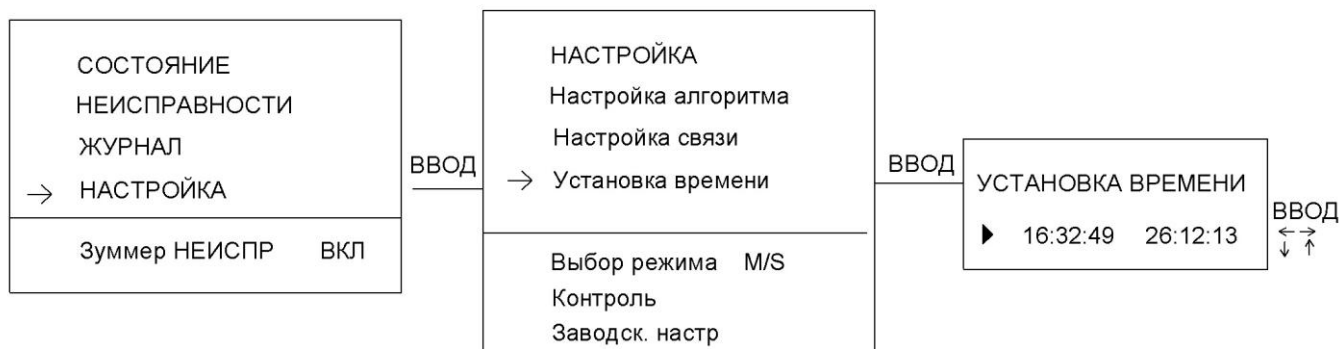 СОСТОЯНИЕ
НЕИСПРАВНОСТИ
ЖУРНАЛ
→ НАСТРОЙКА
Зуммер НЕИСПР ВКЛ
ВВОД
НАСТРОЙКА
Настройка алгоритма
Настройка связи
→ Установка времени
Выбор режима M/S
Контроль
Заводск. настр
ВВОД
УСТАНОВКА ВРЕМЕНИ
▶ 16:32:49 26:12:13
ВВОД
←→
↓ ↑